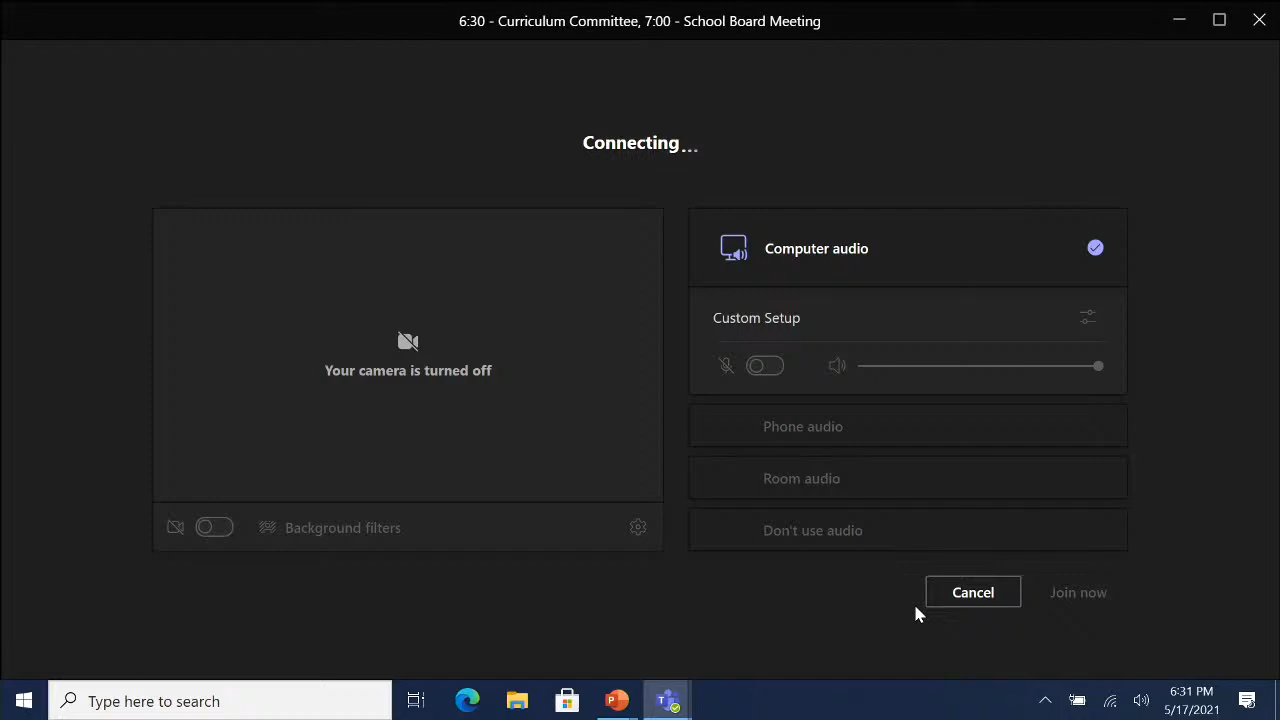 6:30 - Curriculum Committee, 7:00 - School Board Meeting
Connecting...
Your camera is turned off
Background filters
Computer audio
Custom Setup
Phone audio
Room audio
Don't use audio
Cancel
Join now
Type here to search
6:31 PM
5/17/2021